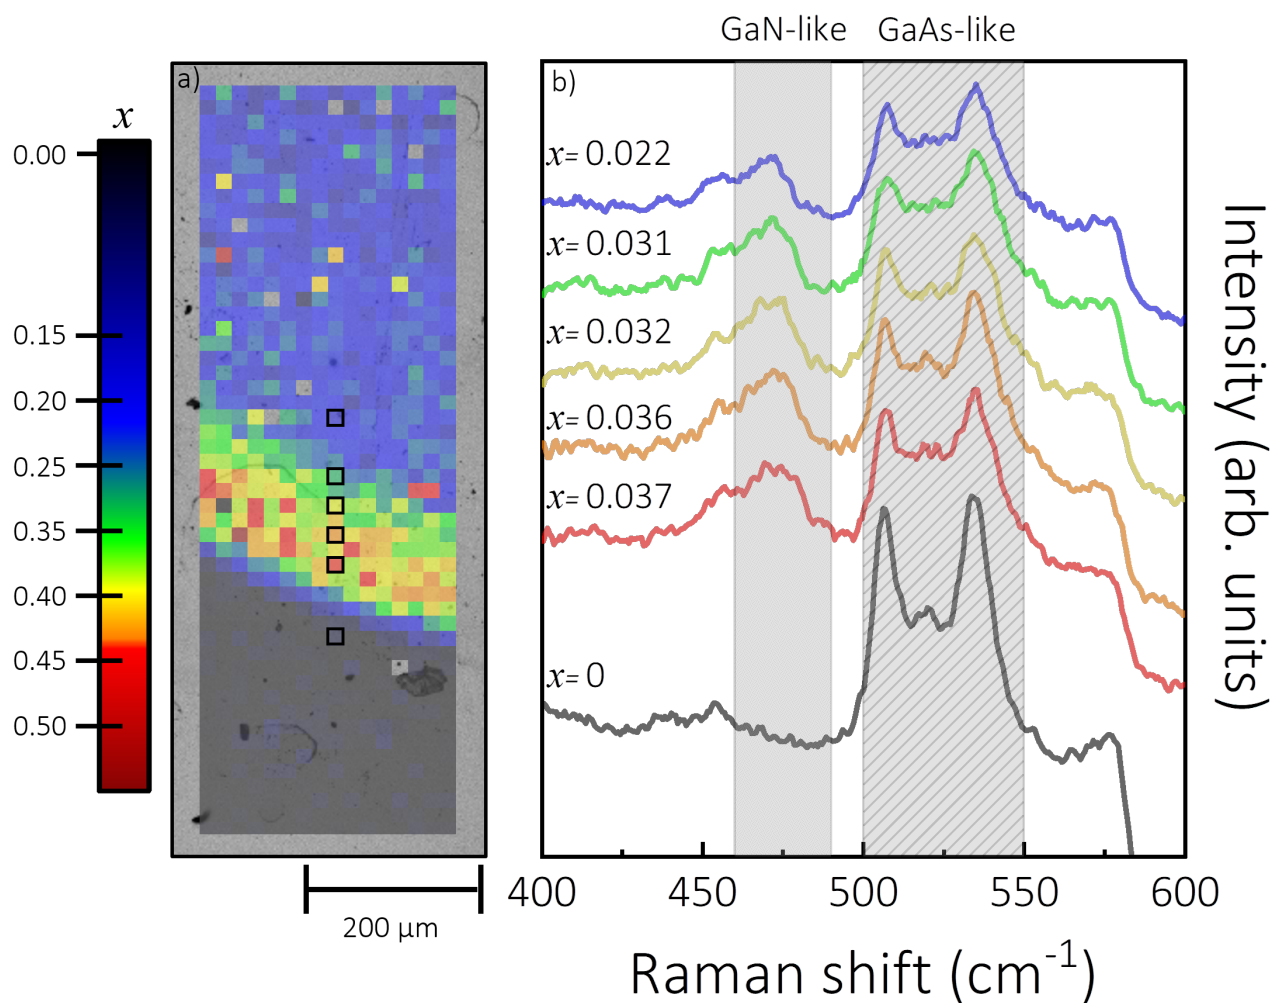 GaN-like GaAs-like
a)
b)
x
0.00
0.15
0.20
0.25
0.35
0.40
0.45
0.50
x= 0.022
x= 0.031
x= 0.032
x= 0.036
x= 0.037
x= 0
Intensity (arb. units)
400 450 500 550 600
200 µm
Raman shift (cm-1)